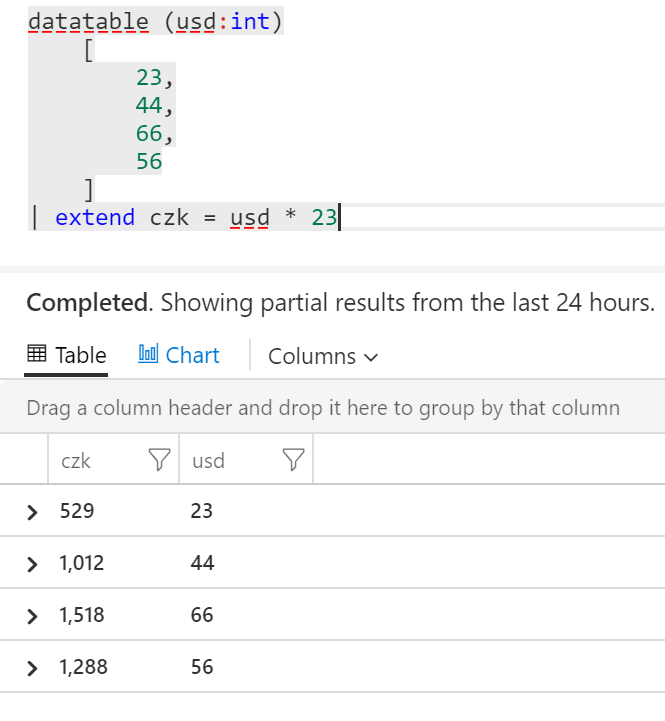 datatable (usd:int)
[
23,
44,
66,
56
]
| extend czk = usd * 23
Completed. Showing partial results from the last 24 hours.
Table Chart Columns
Drag a column header and drop it here to group by that column
czk usd
529 23
1,012 44
1,518 66
1,288 56